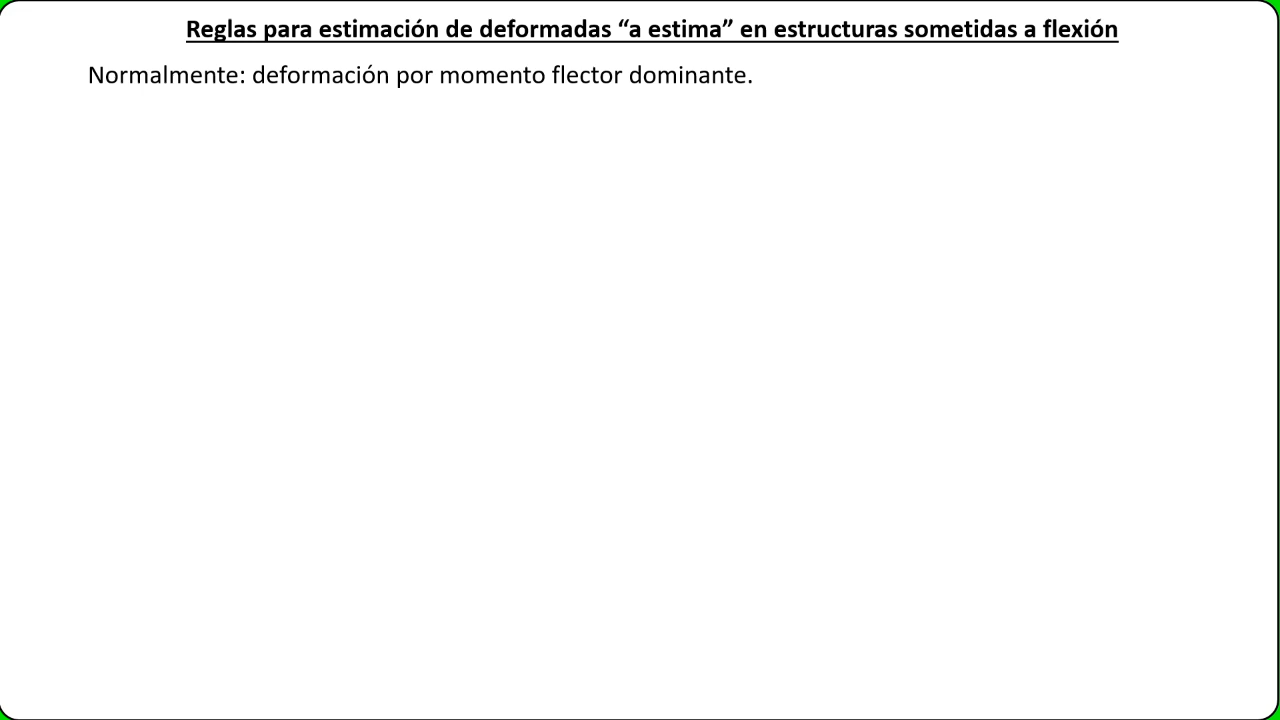 Reglas para estimación de deformadas “a estima” en estructuras sometidas a flexión
Normalmente: deformación por momento flector dominante.